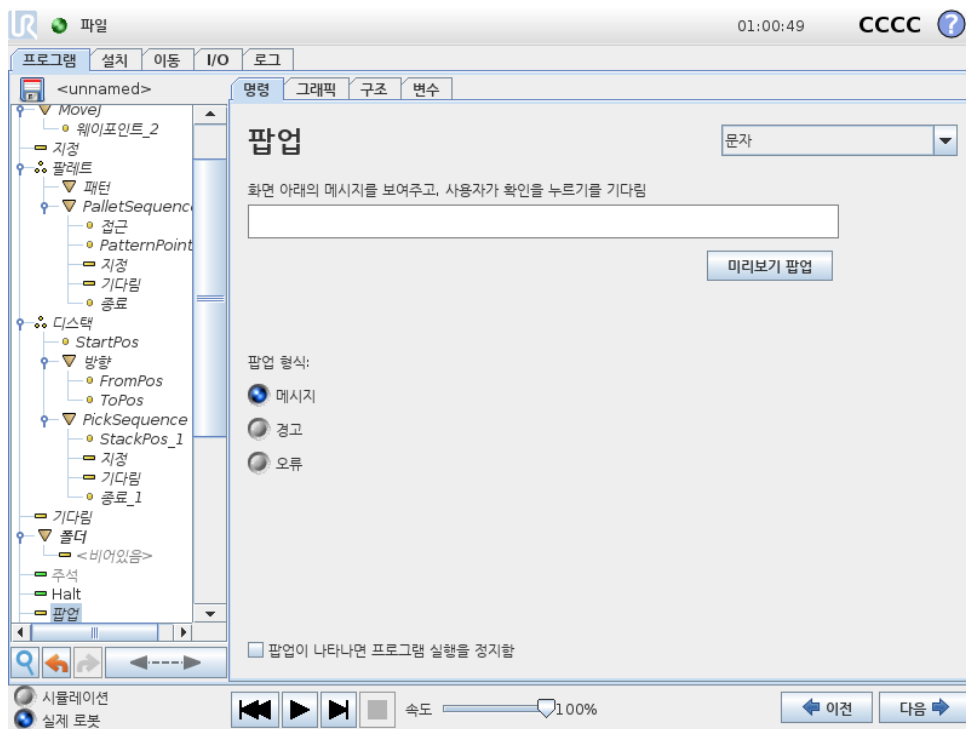 UR 파일 01:00:49 CCCC ?
프로그램 설치 이동 I/O 로그
<unnamed>
명령 그래픽 구조 변수
MoveJ
웨이포인트_2
지정
팔레트
패턴
PalletSequenc
접근
PatternPoint
지정
기다림
종료
디스택
StartPos
방향
FromPos
ToPos
PickSequence
StackPos_1
지정
기다림
종료_1
기다림
폴더
<비어있음>
주석
Halt
팝업
팝업
문자
화면 아래의 메시지를 보여주고, 사용자가 확인을 누르기를 기다림
미리보기 팝업
팝업 형식:
메시지
경고
오류
팝업이 나타나면 프로그램 실행을 정지함
시뮬레이션
실제 로봇
속도 100%
이전 다음